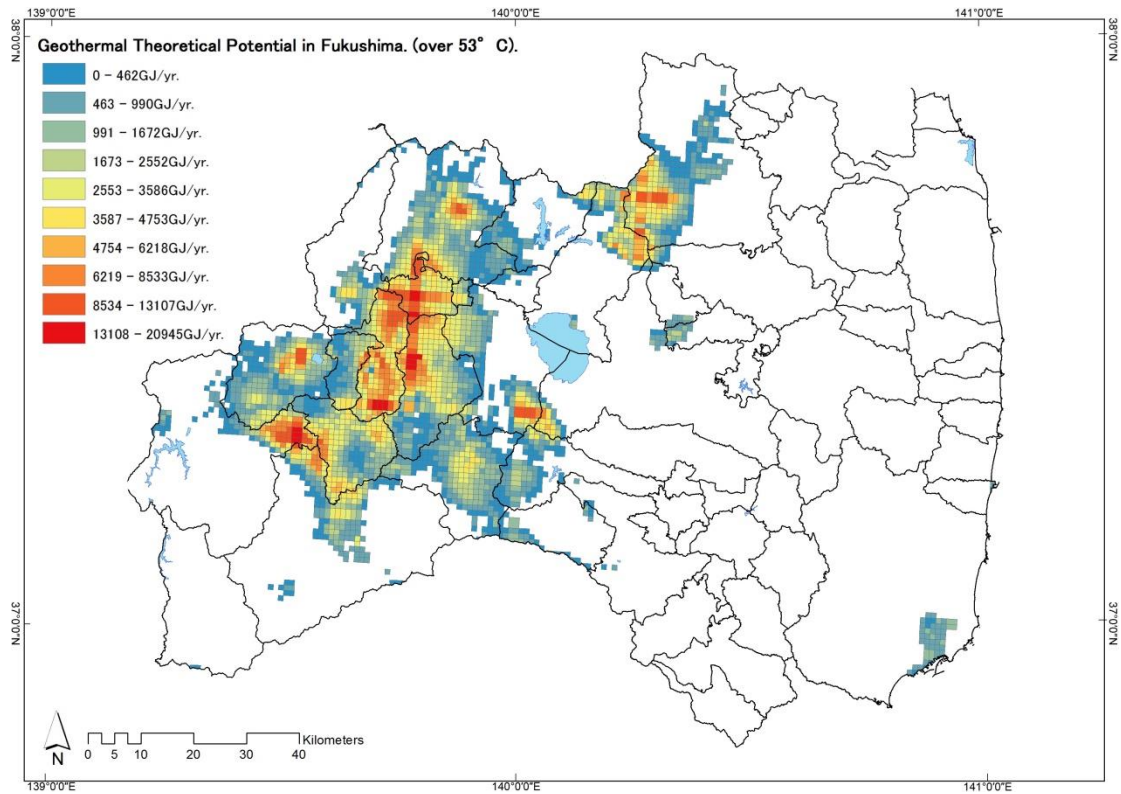 139°0'0"E 140°0'0"E 141°0'0"E
38°0'0"N 38°0'0"N
Geothermal Theoretical Potential in Fukushima. (over 53° C).
0 - 462GJ/yr.
463 - 990GJ/yr.
991 - 1672GJ/yr.
1673 - 2552GJ/yr.
2553 - 3586GJ/yr.
3587 - 4753GJ/yr.
4754 - 6218GJ/yr.
6219 - 8533GJ/yr.
8534 - 13107GJ/yr.
13108 - 20945GJ/yr.
37°0'0"N 37°0'0"N
N
Kilometers
0 5 10 20 30 40
139°0'0"E 140°0'0"E 141°0'0"E